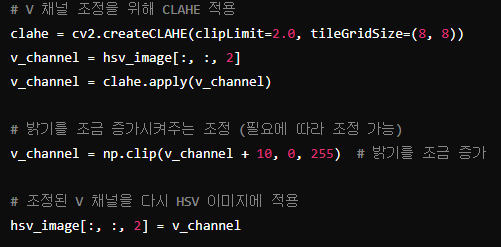 # V 채널 조정을 위해 CLAHE 적용
clahe = cv2.createCLAHE(clipLimit=2.0, tileGridSize=(8, 8))
v_channel = hsv_image[:, :, 2]
v_channel = clahe.apply(v_channel)
# 밝기를 조금 증가시켜주는 조정 (필요에 따라 조정 가능)
v_channel = np.clip(v_channel + 10, 0, 255)  # 밝기를 조금 증가
# 조정된 V 채널을 다시 HSV 이미지에 적용
hsv_image[:, :, 2] = v_channel